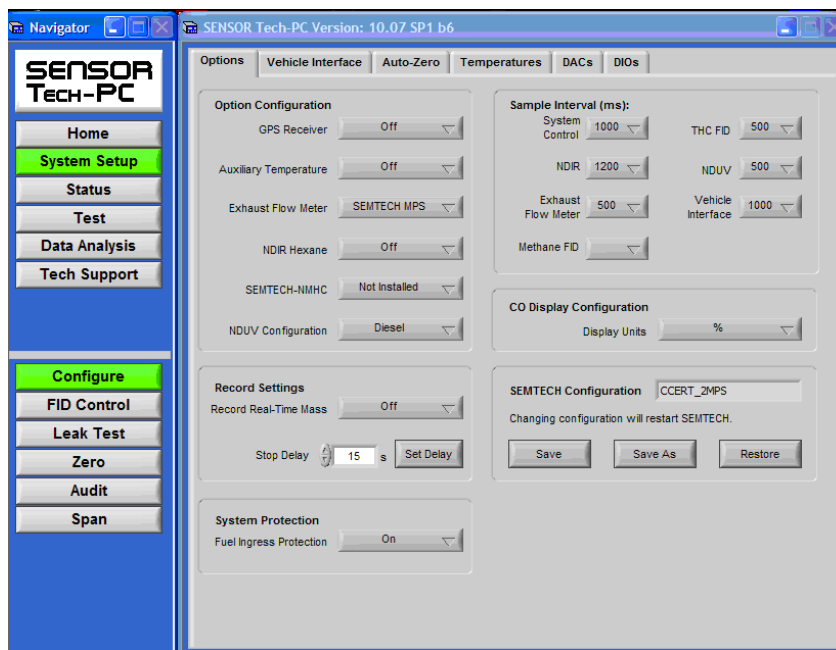 Navigator
SENSOR Tech-PC Version: 10.07 SP1 b6
SENSOR
TECH-PC
Home
System Setup
Status
Test
Data Analysis
Tech Support
Configure
FID Control
Leak Test
Zero
Audit
Span
Options Vehicle Interface Auto-Zero Temperatures DACs DIOs
Option Configuration
GPS Receiver Off
Auxiliary Temperature Off
Exhaust Flow Meter SEMTECH MPS
NDIR Hexane Off
SEMTECH-NMHC Not Installed
NDUV Configuration Diesel
Record Settings
Record Real-Time Mass Off
Stop Delay 15 s Set Delay
System Protection
Fuel Ingress Protection On
Sample Interval (ms):
System
Control 1000 THC FID 500
NDIR 1200 NDUV 500
Exhaust
Flow Meter 500 Vehicle
Interface 1000
Methane FID
CO Display Configuration
Display Units %
SEMTECH Configuration CCERT_2MPS
Changing configuration will restart SEMTECH.
Save Save As Restore